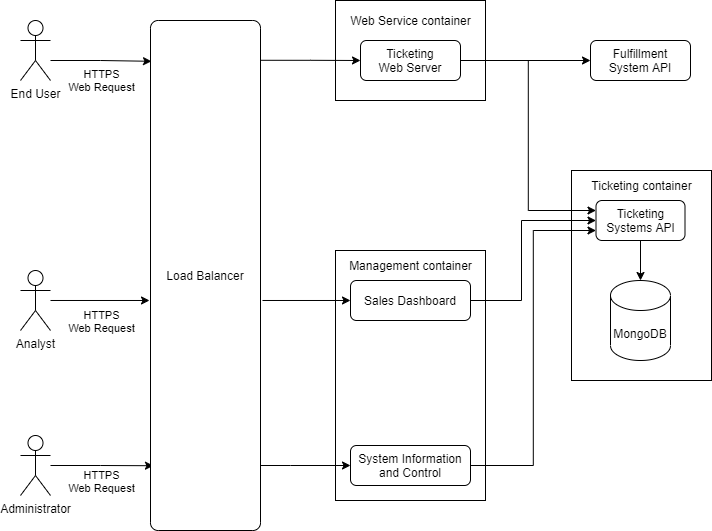 Web Service container
Ticketing
Web Server
Fulfillment
System API
HTTPS
Web Request
End User
Ticketing container
Ticketing
Systems API
Load Balancer
Management container
Sales Dashboard
HTTPS
Web Request
Analyst
MongoDB
System Information
and Control
HTTPS
Web Request
Administrator